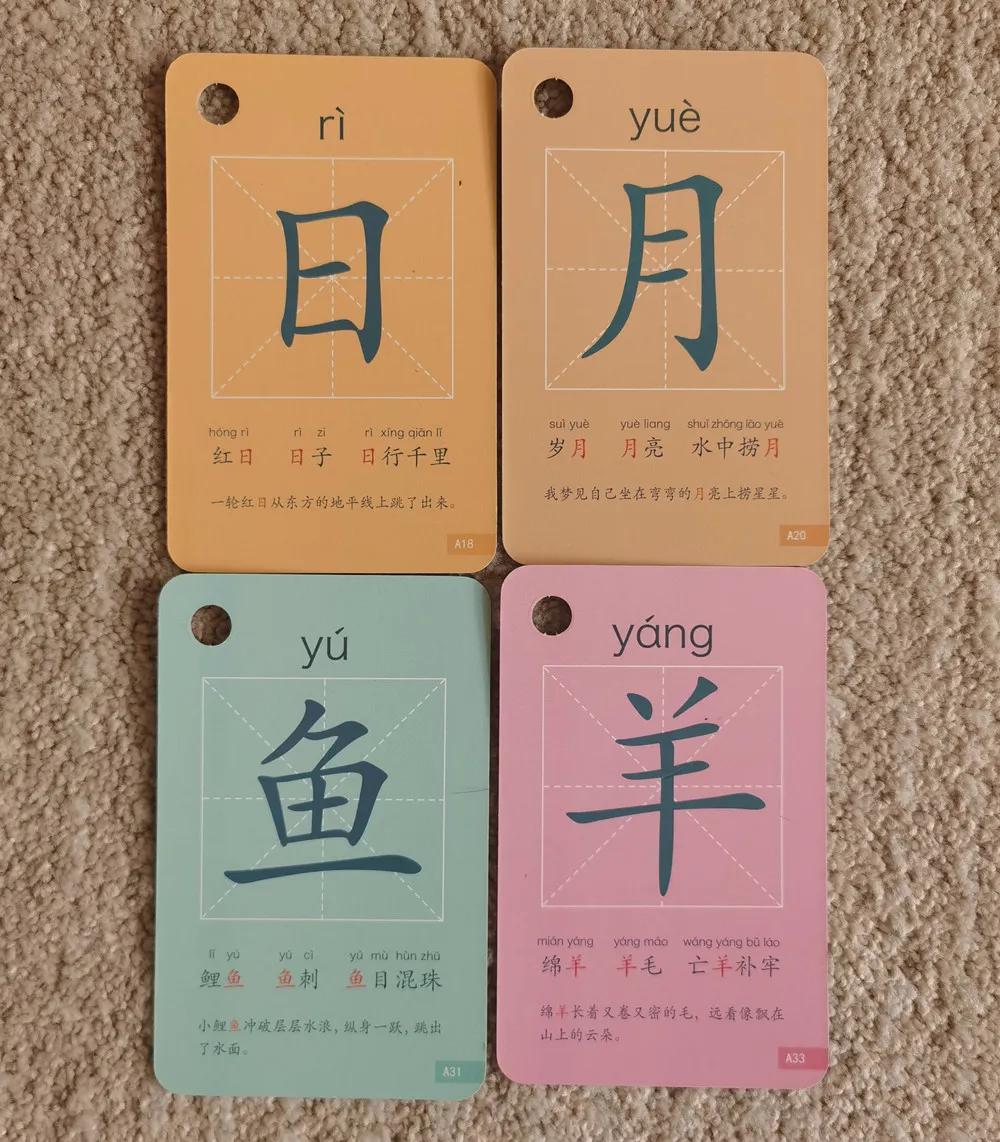 rì
日
hóng rì rì zi rì xíng qiān lǐ
红日 日子 日行千里
一轮红日从东方的地平线上跳了出来。
A18
yuè
月
suì yuè yuè liang shuǐ zhōng lāo yuè
岁月 月亮 水中捞月
我梦见自己坐在弯弯的月亮上捞星星。
A20
yú
鱼
lǐ yú yú cì yú mù hùn zhū
鲤鱼 鱼刺 鱼目混珠
小鲤鱼冲破层层水浪，纵身一跃，跳出
了水面。
A31
yáng
羊
mián yáng yáng máo wáng yáng bǔ láo
绵羊 羊毛 亡羊补牢
绵羊长着又卷又密的毛，远看像飘在
山上的云朵。
A33